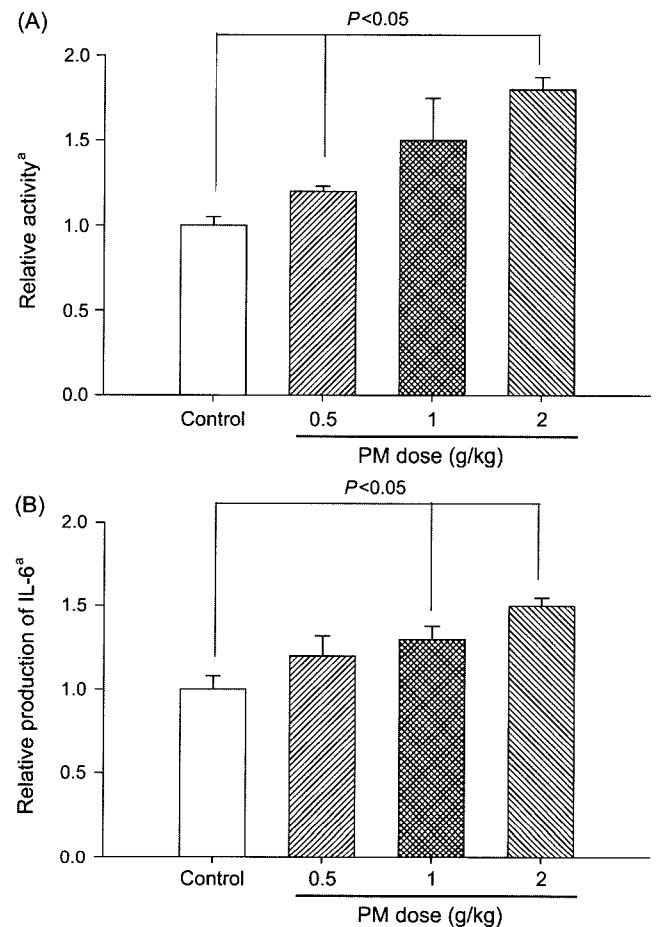 (A)
P<0.05
2.0
1.5
1.0
0.5
0.0
Relative activityᵃ
Control 0.5 1 2
PM dose (g/kg)
(B)
P<0.05
2.0
1.5
1.0
0.5
0.0
Relative production of IL-6ᵃ
Control 0.5 1 2
PM dose (g/kg)